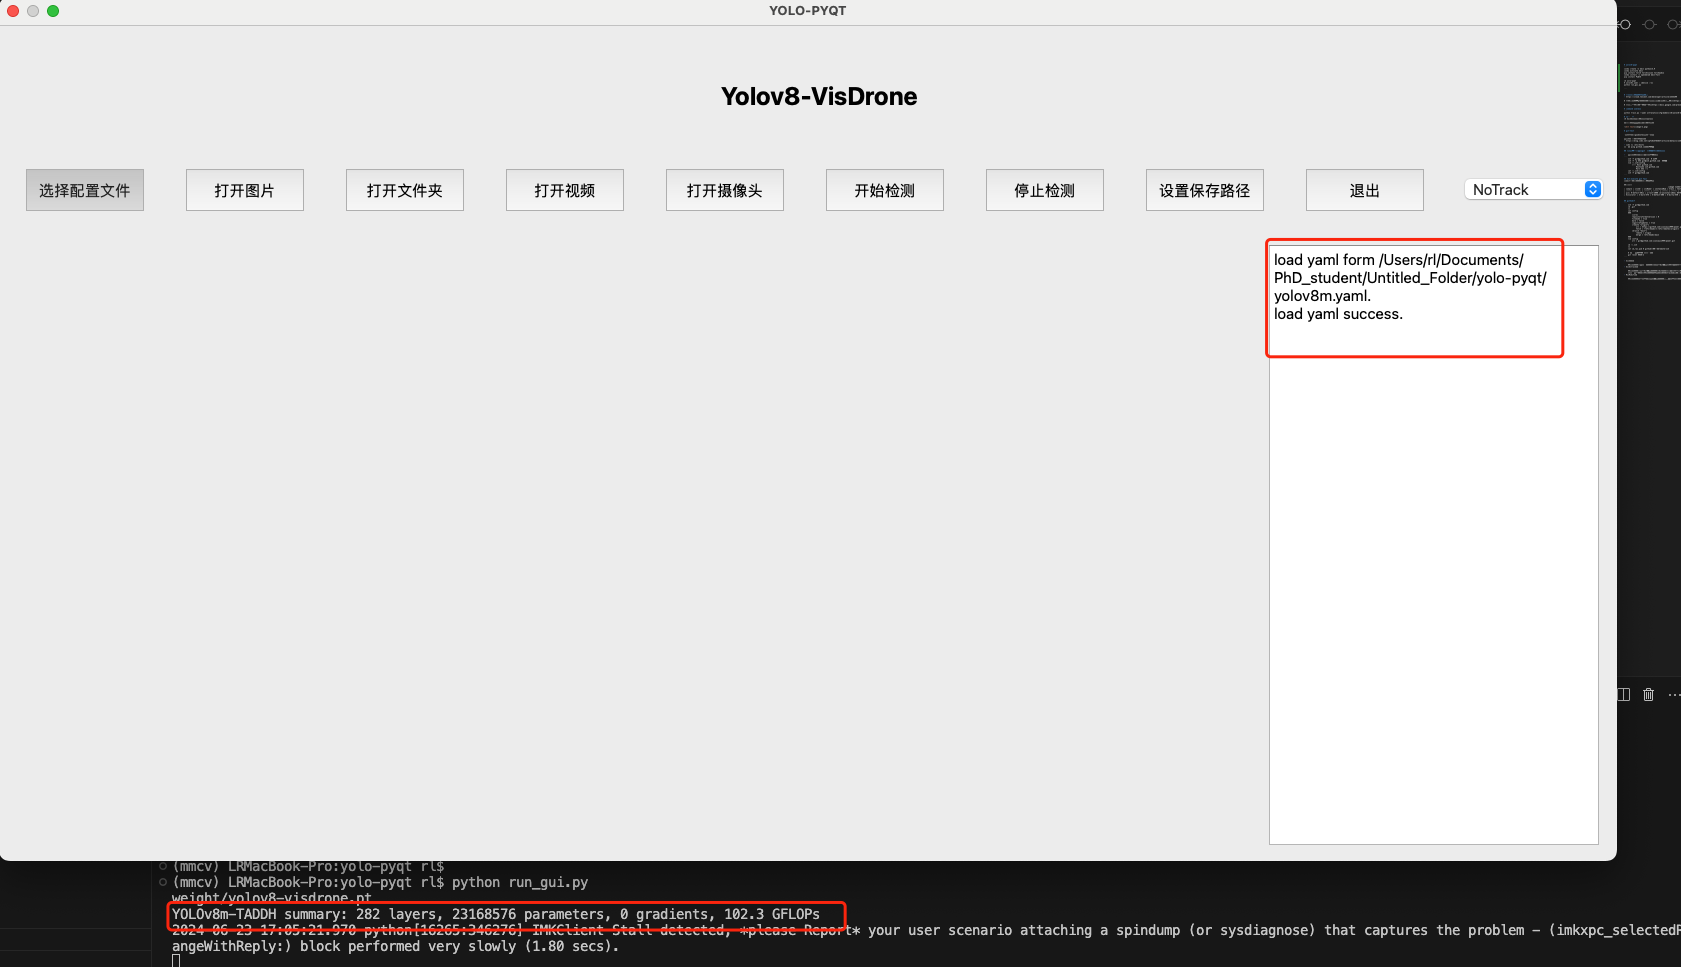 YOLO-PYQT
Yolov8-VisDrone
选择配置文件
打开图片
打开文件夹
打开视频
打开摄像头
开始检测
停止检测
设置保存路径
退出
NoTrack
load yaml form /Users/rl/Documents/
PhD_student/Untitled_Folder/yolo-pyqt/
yolov8m.yaml.
load yaml success.
(mmcv) LRMacBook-Pro:yolo-pyqt rl$
(mmcv) LRMacBook-Pro:yolo-pyqt rl$ python run_gui.py
weight/yolov8-visdrone.pt
YOLOv8m-TADDH summary: 282 layers, 23168576 parameters, 0 gradients, 102.3 GFLOPs
2024-06-23 17:05:21.970 python[16265:346276] IMKClient Stall detected, *please Report* your user scenario attaching a spindump (or sysdiagnose) that captures the problem - (imkxpc_selectedR
angeWithReply:) block performed very slowly (1.80 secs).